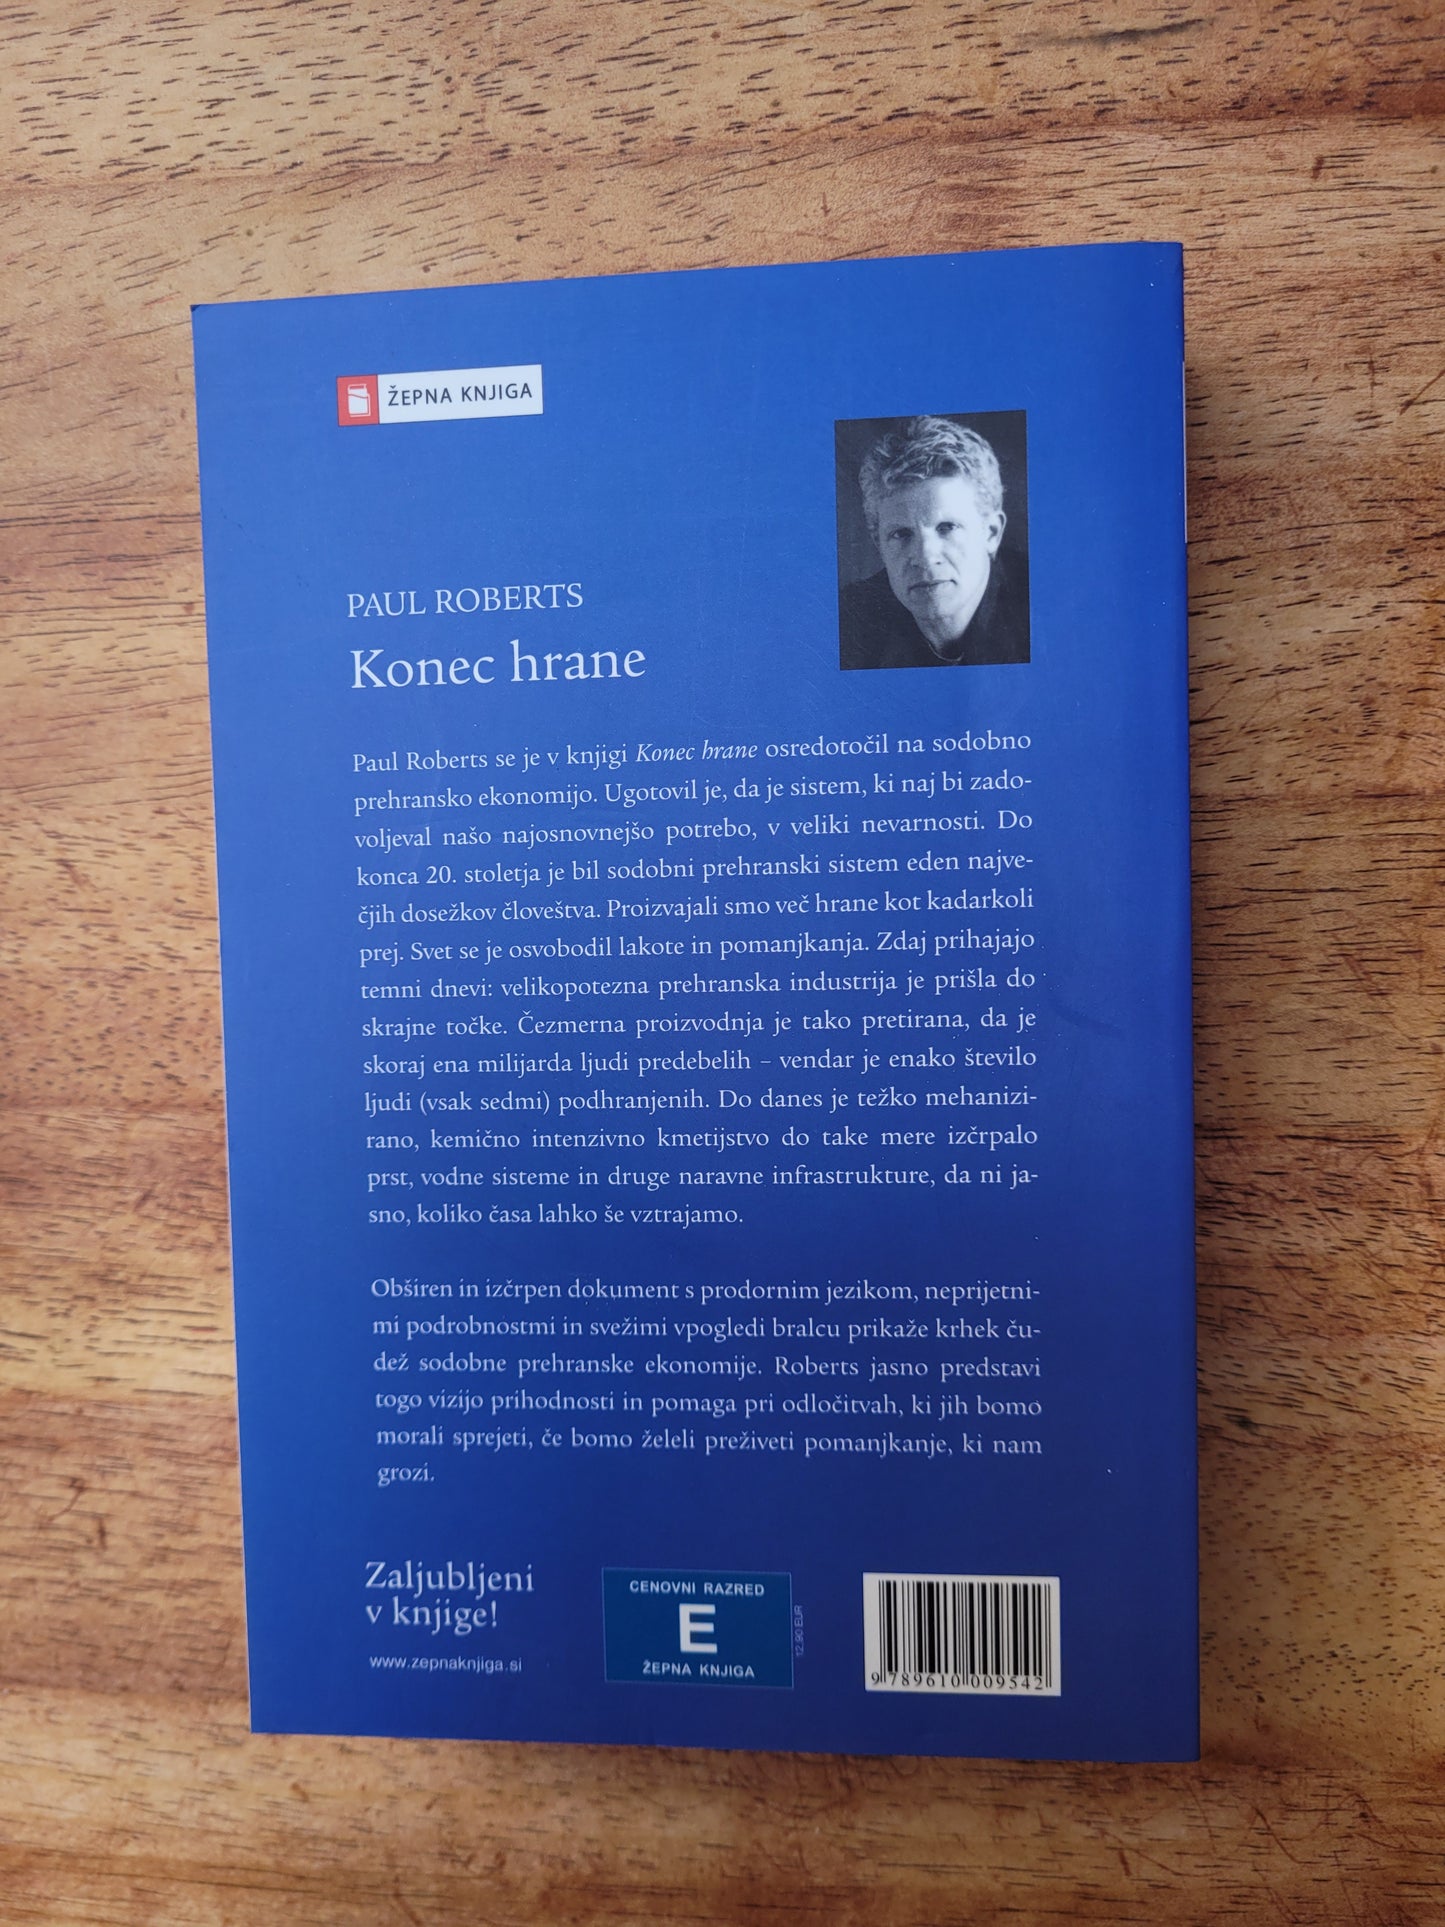 ŽEPNA KNJIGA
PAUL ROBERTS
Konec hrane
Paul Roberts se je v knjigi Konec hrane osredotočil na sodobno
prehransko ekonomijo. Ugotovil je, da je sistem, ki naj bi zado-
voljeval našo najosnovnejšo potrebo, v veliki nevarnosti. Do
konca 20. stoletja je bil sodobni prehranski sistem eden najve-
čjih dosežkov človeštva. Proizvajali smo več hrane kot kadarkoli
prej. Svet se je osvobodil lakote in pomanjkanja. Zdaj prihajajo
temni dnevi: velikopotezna prehranska industrija je prišla do
skrajne točke. Čezmerna proizvodnja je tako pretirana, da je
skoraj ena milijarda ljudi predebelih – vendar je enako število
ljudi (vsak sedmi) podhranjenih. Do danes je težko mehanizi-
rano, kemično intenzivno kmetijstvo do take mere izčrpalo
prst, vodne sisteme in druge naravne infrastrukture, da ni ja-
sno, koliko časa lahko še vztrajamo.
Obširen in izčrpen dokument s prodornim jezikom, neprijetni-
mi podrobnostmi in svežimi vpogledi bralcu prikaže krhek ču-
dež sodobne prehranske ekonomije. Roberts jasno predstavi
togo vizijo prihodnosti in pomaga pri odločitvah, ki jih bomo
morali sprejeti, če bomo želeli preživeti pomanjkanje, ki nam
grozi.
Zaljubljeni
v knjige!
www.zepnaknjiga.si
CENOVNI RAZRED
E
ŽEPNA KNJIGA
12,90 EUR
9 789610 009542